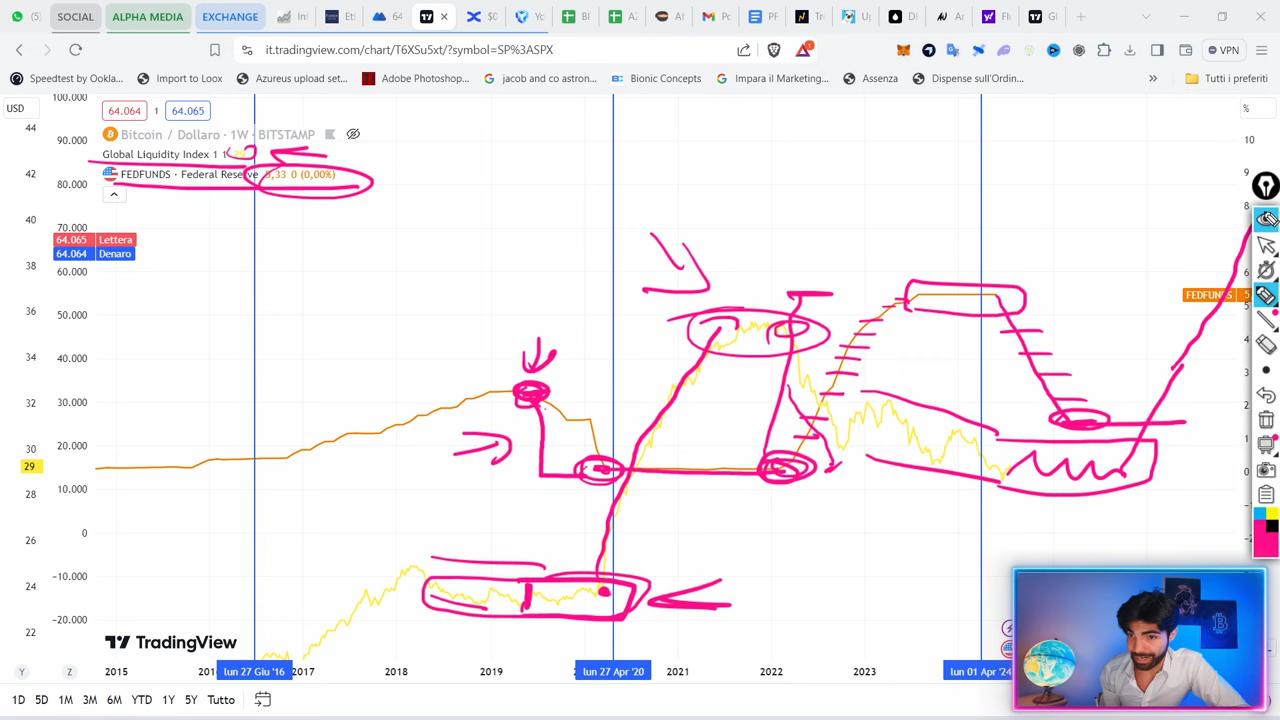 (5) SOCIAL ALPHA MEDIA EXCHANGE
it.tradingview.com/chart/T6XSu5xt/?symbol=SP%3ASPX VPN
Speedtest by Ookla... Import to Loox Azureus upload set... Adobe Photoshop... jacob and co astron... Bionic Concepts Impara il Marketing... Assenza Dispense sull'Ordin... Tutti i preferiti
USD
64.064 1 64.065
Bitcoin / Dollaro · 1W · BITSTAMP
Global Liquidity Index 1 1
FEDFUNDS · Federal Reserve 5,33 0 (0,00%)
44
42
40
38
36
34
32
30
29
28
26
24
22
100.000
90.000
80.000
70.000
64.065 Lettera
64.064 Denaro
60.000
50.000
40.000
30.000
20.000
10.000
0
-10.000
-20.000
%
10
9
8
6
FEDFUNDS
5
4
3
2
1
0
TradingView
2015 lun 27 Giu '16 2017 2018 2019 lun 27 Apr '20 2021 2022 2023 lun 01 Apr '24
1D 5D 1M 3M 6M YTD 1Y 5Y Tutto